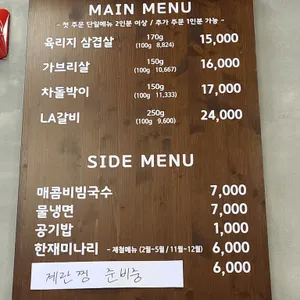 MAIN MENU
- 첫 주문 단일메뉴 2인분 이상 / 추가 주문 1인분 가능 -
육리지 삼겹살 170g (100g 8,824) 15,000
가브리살 150g (100g 10,667) 16,000
차돌박이 150g (100g 11,333) 17,000
LA갈비 250g (100g 9,600) 24,000
SIDE MENU
매콤비빔국수 7,000
물냉면 7,000
공기밥 1,000
한재미나리 - 제철메뉴 (2월~5월 / 11월~12월) 6,000
계란찜 준비중 6,000